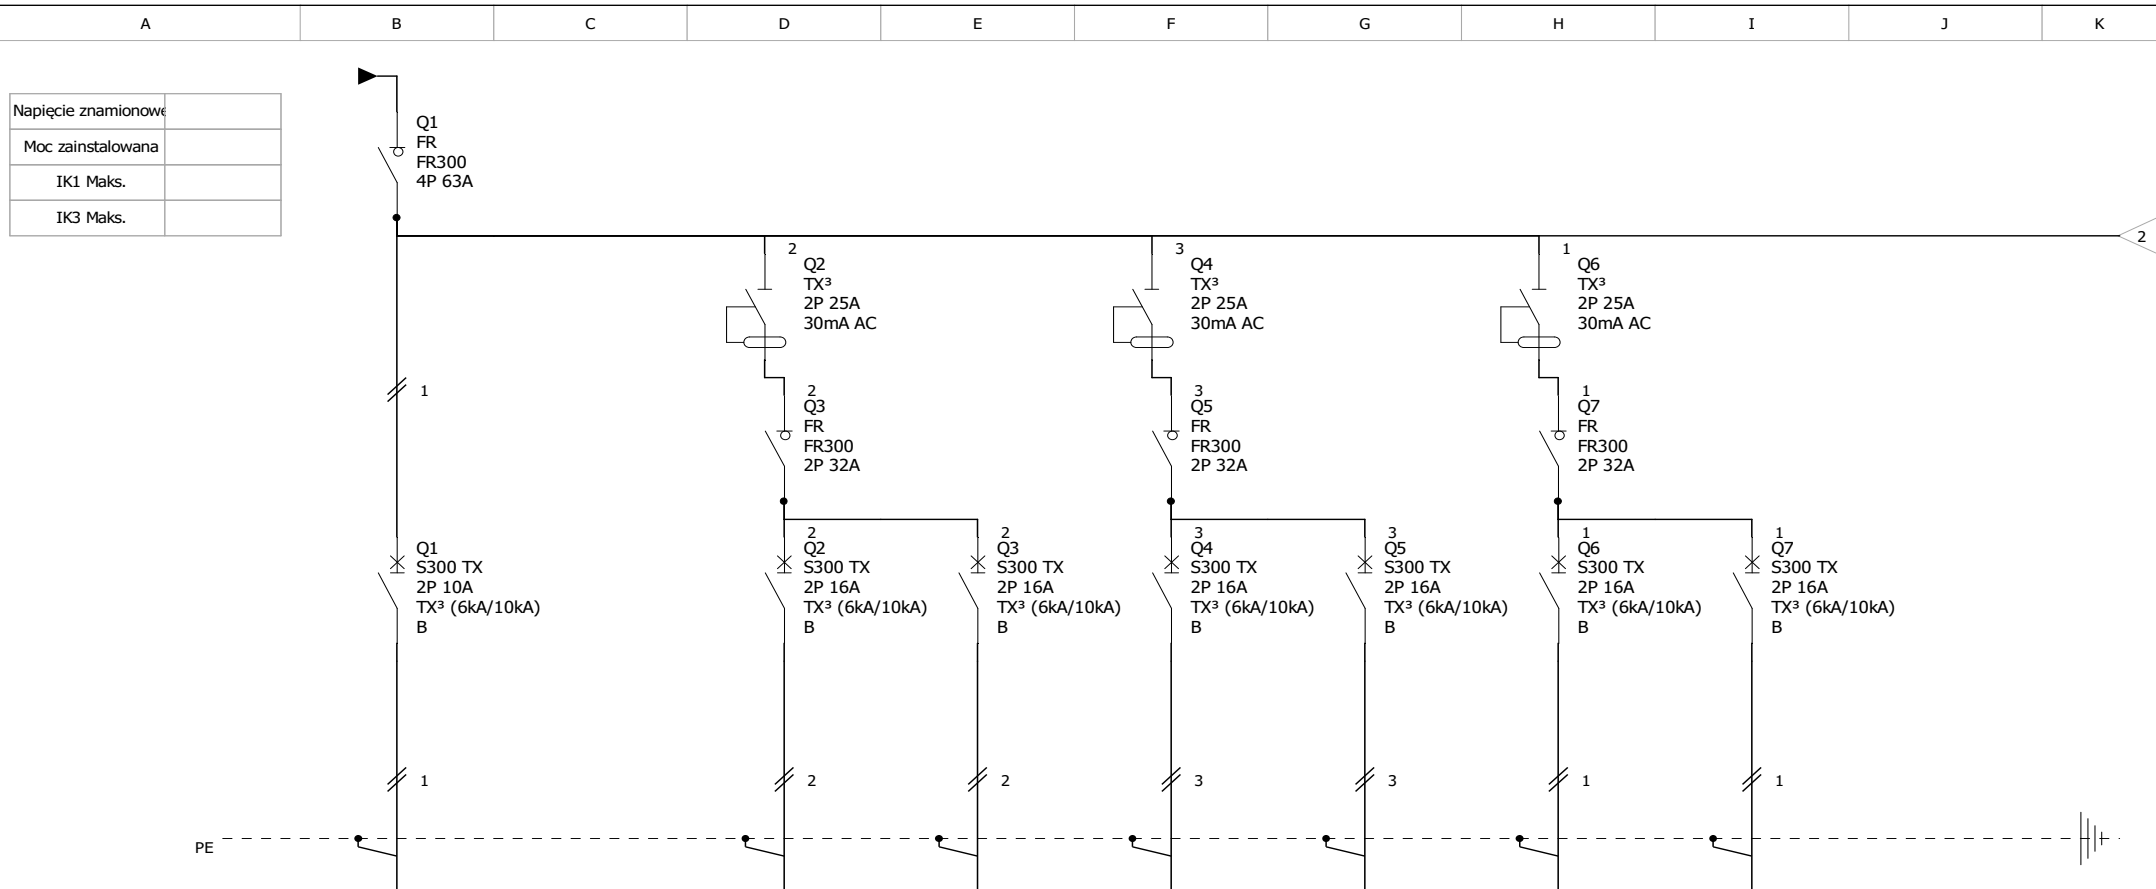 A B C D E F G H I J K
Napięcie znamionowe
Moc zainstalowana
IK1 Maks.
IK3 Maks.
Q1
FR
FR300
4P 63A
2
2
Q2
TX³
2P 25A
30mA AC
3
Q4
TX³
2P 25A
30mA AC
1
Q6
TX³
2P 25A
30mA AC
1
2
Q3
FR
FR300
2P 32A
3
Q5
FR
FR300
2P 32A
1
Q7
FR
FR300
2P 32A
Q1
S300 TX
2P 10A
TX³ (6kA/10kA)
B
2
Q2
S300 TX
2P 16A
TX³ (6kA/10kA)
B
2
Q3
S300 TX
2P 16A
TX³ (6kA/10kA)
B
3
Q4
S300 TX
2P 16A
TX³ (6kA/10kA)
B
3
Q5
S300 TX
2P 16A
TX³ (6kA/10kA)
B
1
Q6
S300 TX
2P 16A
TX³ (6kA/10kA)
B
1
Q7
S300 TX
2P 16A
TX³ (6kA/10kA)
B
1 2 2 3 3 1 1
PE